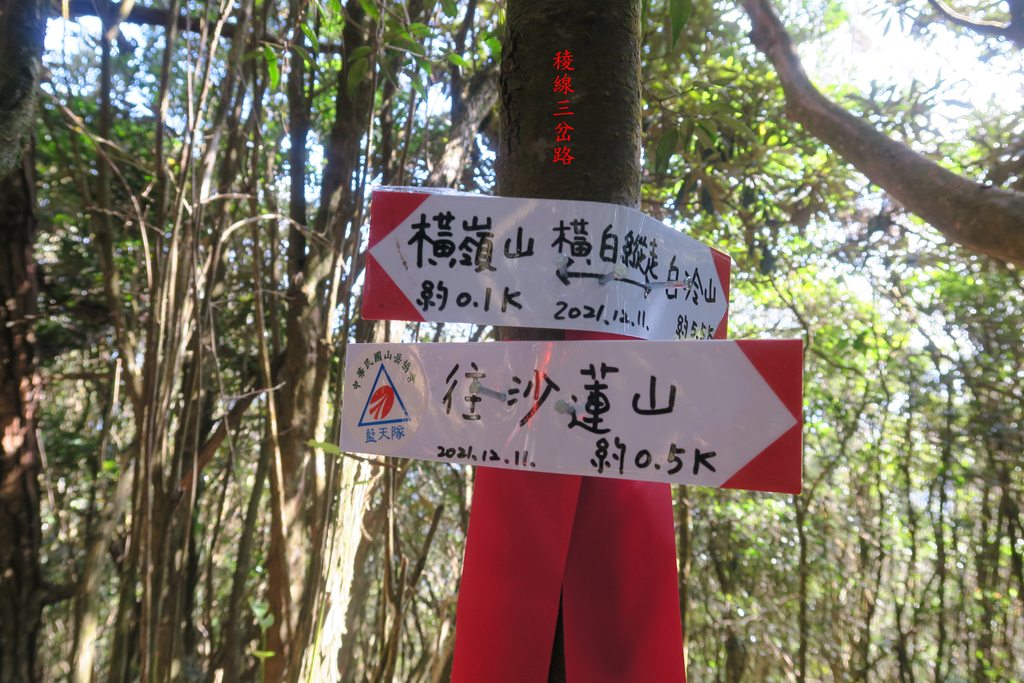 稜線三岔路
橫嶺山 橫白縱走 白冷山
約0.1K 2021.12.11. 約5.5K
中華民國山岳協會
往沙蓮山
藍天隊
2021.12.11. 約0.5K